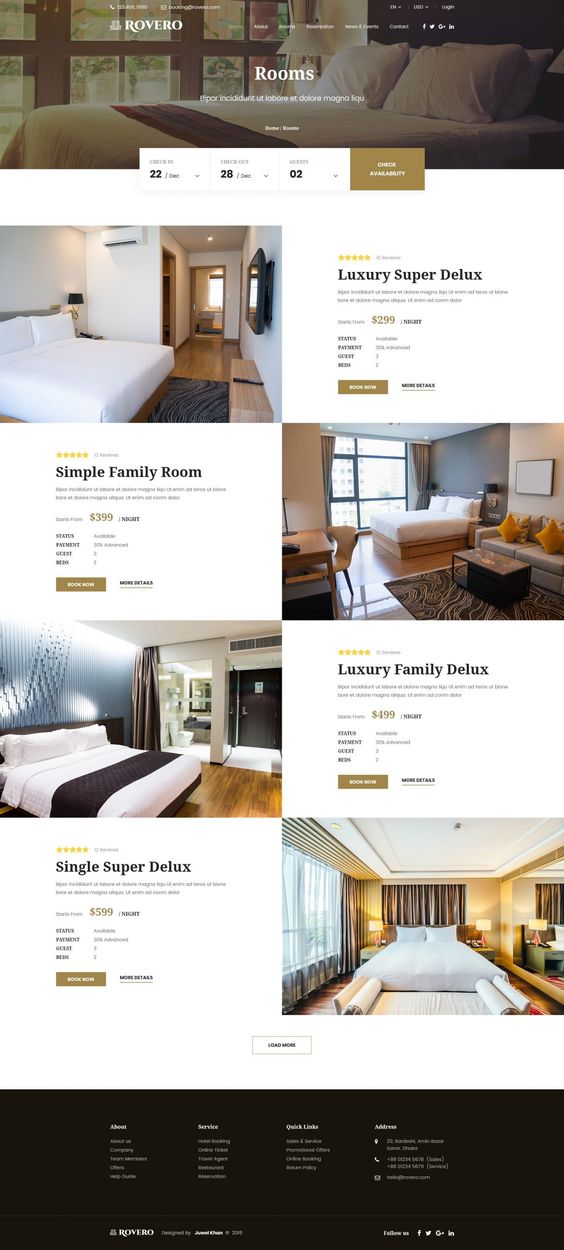 123.456.7890
booking@rovero.com
EN
USD
Login
ROVERO
Home
About
Rooms
Reservation
News & Events
Contact
Rooms
Bipor incididunt ut labore et dolore magna liqu
Home / Rooms
CHECK IN
22 / Dec
CHECK OUT
28 / Dec
GUESTS
02
CHECK
AVAILABILITY
12 Reviews
Luxury Super Delux
Bipor incididunt ut labore et dolore magna liqu Ut enim ad teros ut bione
bore et dolore magna aliqua. Ut enim ad conm dolor
Starts From $299 / NIGHT
STATUS Available
PAYMENT 30% Advanced
GUEST 3
BEDS 2
BOOK NOW
MORE DETAILS
12 Reviews
Simple Family Room
Bipor incididunt ut labore et dolore magna liqu Ut enim ad teros ut bione
bore et dolore magna aliqua. Ut enim ad conm dolor
Starts From $399 / NIGHT
STATUS Available
PAYMENT 30% Advanced
GUEST 3
BEDS 2
BOOK NOW
MORE DETAILS
12 Reviews
Luxury Family Delux
Bipor incididunt ut labore et dolore magna liqu Ut enim ad teros ut bione
bore et dolore magna aliqua. Ut enim ad conm dolor
Starts From $499 / NIGHT
STATUS Available
PAYMENT 30% Advanced
GUEST 3
BEDS 2
BOOK NOW
MORE DETAILS
12 Reviews
Single Super Delux
Bipor incididunt ut labore et dolore magna liqu Ut enim ad teros ut bione
bore et dolore magna aliqua. Ut enim ad conm dolor
Starts From $599 / NIGHT
STATUS Available
PAYMENT 30% Advanced
GUEST 3
BEDS 2
BOOK NOW
MORE DETAILS
LOAD MORE
About
About us
Company
Team Members
Offers
Help Guide
Service
Hotel Booking
Online Ticket
Travel Agent
Restaurant
Reservation
Quick Links
Sales & Service
Promotional Offers
Online Booking
Return Policy
Address
20, Bardeshi, Amin Bazar
Savar, Dhaka
+88 01234 5678 (Sales)
+88 01234 5679 (Service)
hello@rovero.com
ROVERO
Designed By Juwel Khan © 2019
Follow us